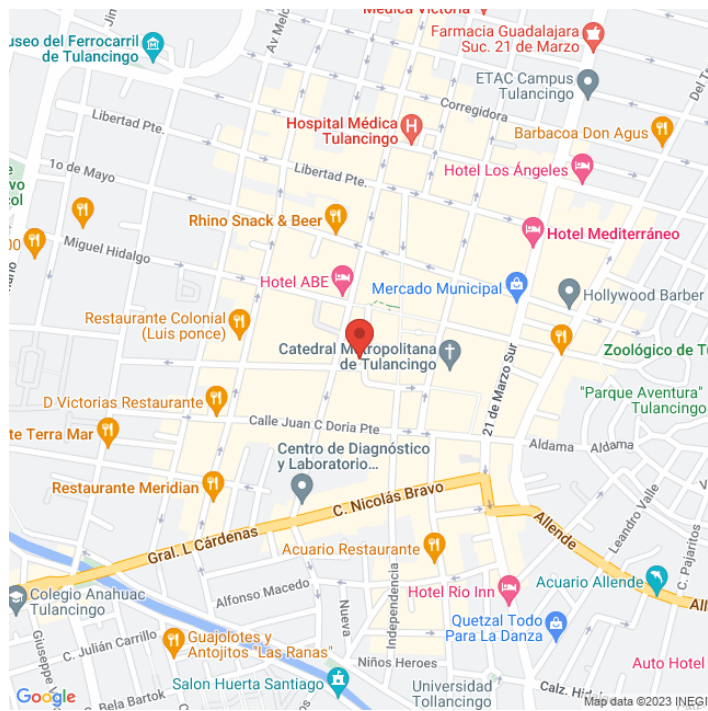 Médica Victoria
Farmacia Guadalajara
Suc. 21 de Marzo
Museo del Ferrocarril
de Tulancingo
ETAC Campus
Tulancingo
Corregidora
Libertad Pte.
Hospital Médica
Tulancingo
Barbacoa Don Agus
Libertad Pte.
Hotel Los Ángeles
1o de Mayo
Rhino Snack & Beer
Hotel Mediterráneo
Miguel Hidalgo
Hotel ABE
Mercado Municipal
Hollywood Barber
Restaurante Colonial
(Luis ponce)
Catedral Metropolitana
de Tulancingo
Zoológico de Tu
21 de Marzo Sur
"Parque Aventura"
Tulancingo
D Victorias Restaurante
Calle Juan C Doria Pte
te Terra Mar
Aldama
Aldama
Centro de Diagnóstico
y Laboratorio...
Restaurante Meridian
C. Nicolás Bravo
Leandro Valle
Gral. L Cárdenas
Allende
C. Pajaritos
Acuario Restaurante
Acuario Allende
Colegio Anahuac
Tulancingo
Alfonso Macedo
Nueva
Independencia
Hotel Rio Inn
Quetzal Todo
Para La Danza
C. Julián Carrillo
Guajolotes y
Antojitos "Las Ranas"
Niños Heroes
Auto Hotel
Salon Huerta Santiago
Universidad
Tollancingo
Google
C. Bela Bartok
Map data ©2023 INEGI